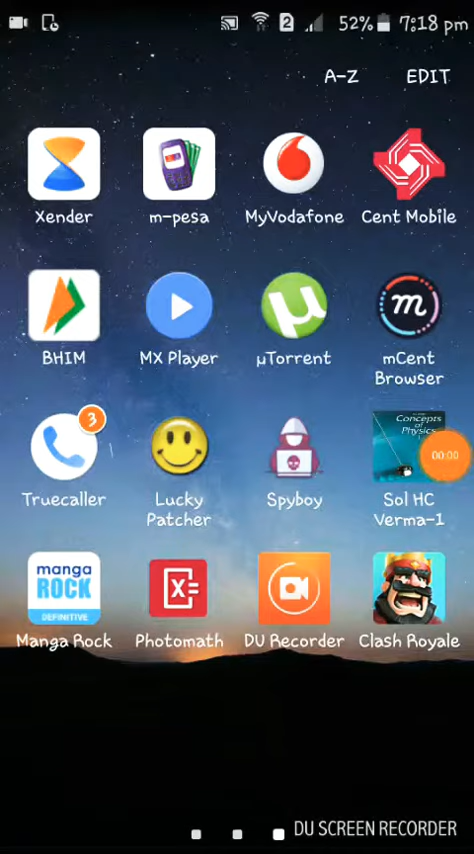 2 52% 7:18 pm
A-Z EDIT
Xender m-pesa MyVodafone Cent Mobile
BHIM MX Player µTorrent mCent
Browser
3 Concepts
of
Physics
00:00
Truecaller Lucky Spyboy Sol HC
Patcher Verma-1
manga
ROCK
DEFINITIVE
Manga Rock Photomath DU Recorder Clash Royale
DU SCREEN RECORDER